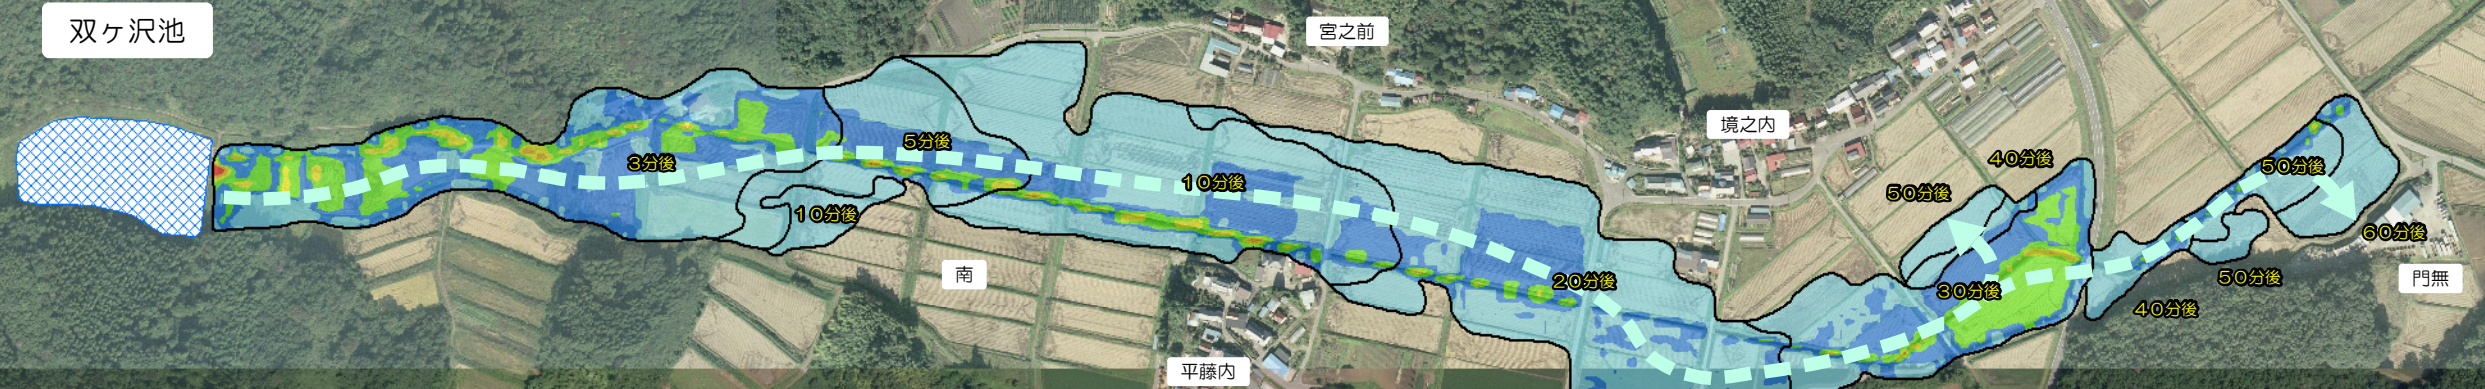 双ヶ沢池
宮之前
境之内
3分後
5分後
10分後
10分後
南
平藤内
20分後
30分後
50分後
40分後
50分後
60分後
50分後
40分後
門無